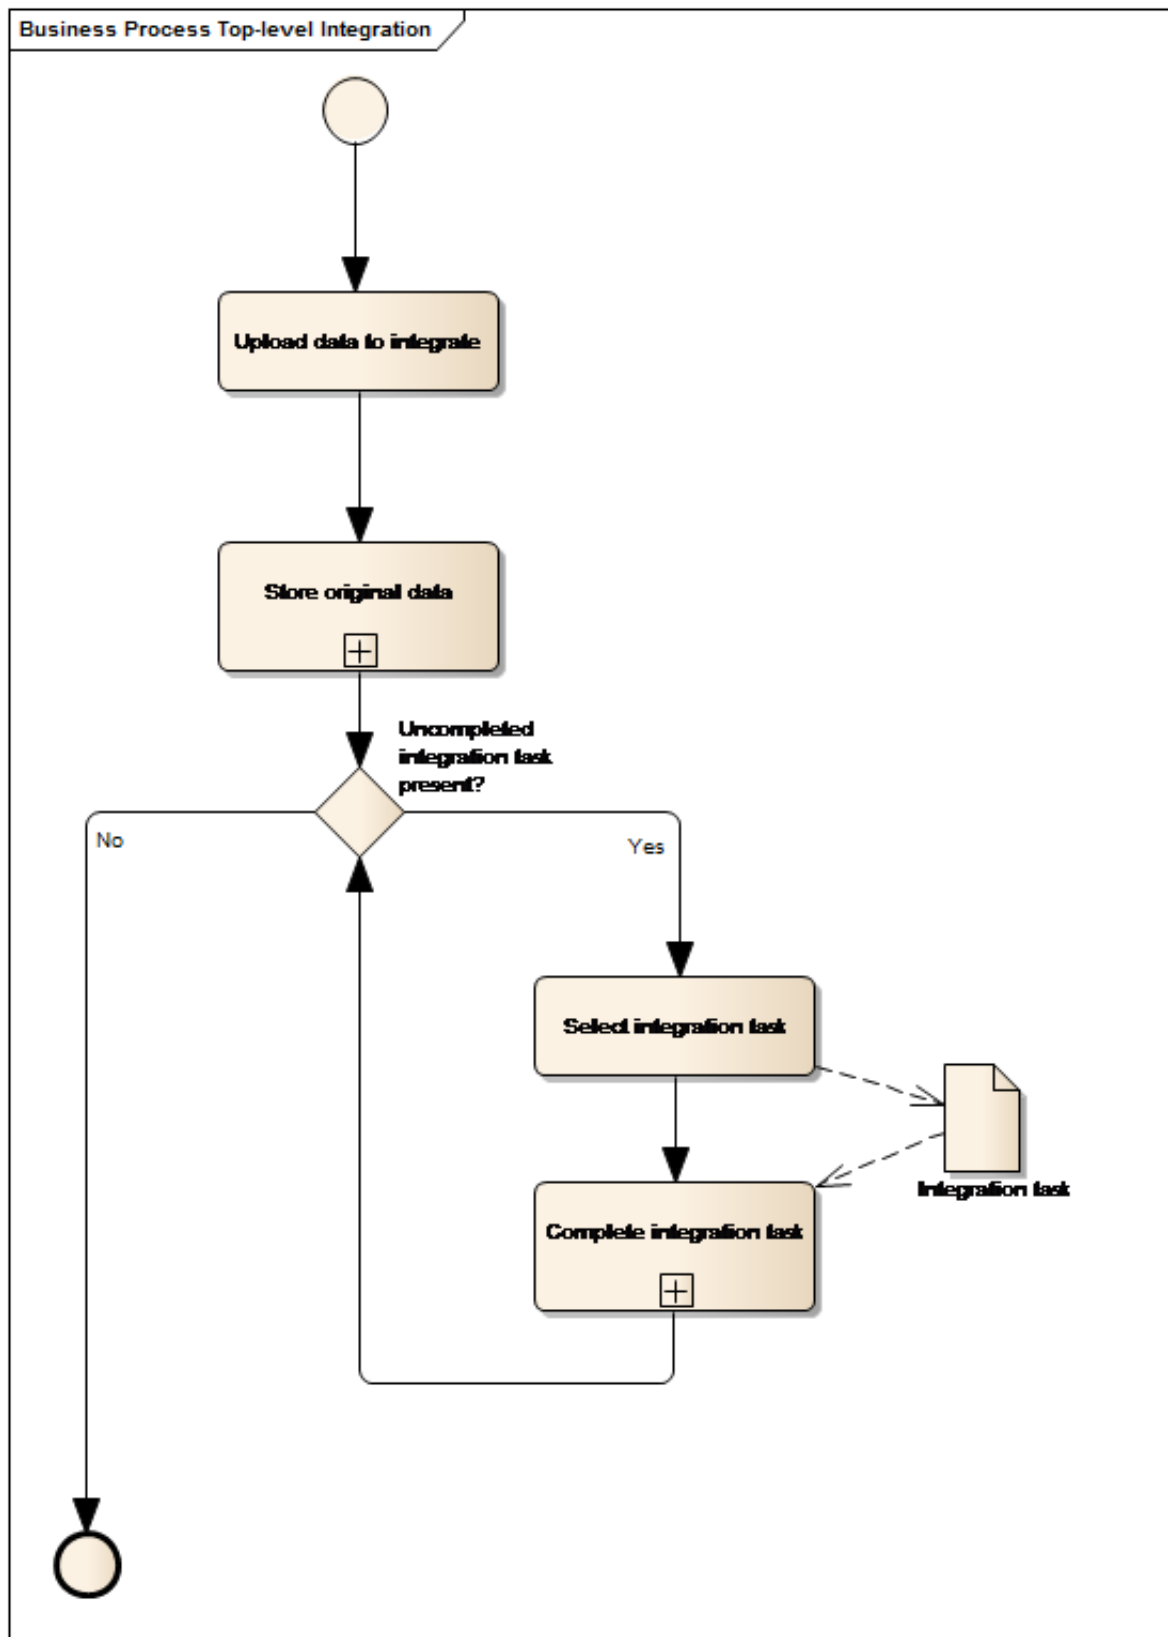 Business Process Top-level Integration
Upload data to integrate
Store original data
Uncompleted
integration task
present?
No
Yes
Select integration task
Integration task
Complete integration task